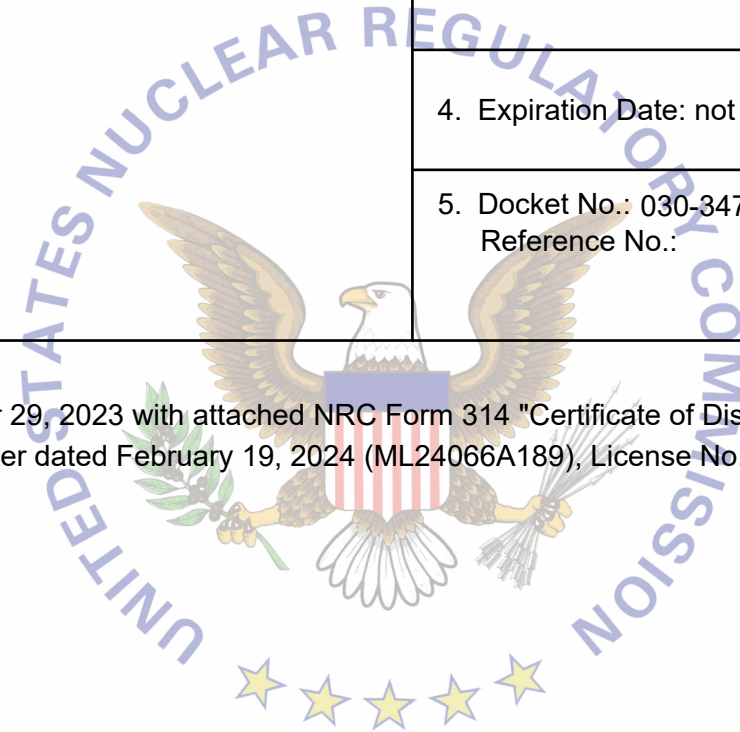 UNITED STATES NUCLEAR REGULATORY COMMISSION
4. Expiration Date: not
5. Docket No.: 030-347
Reference No.:
r 29, 2023 with attached NRC Form 314 "Certificate of Dis
er dated February 19, 2024 (ML24066A189), License No.